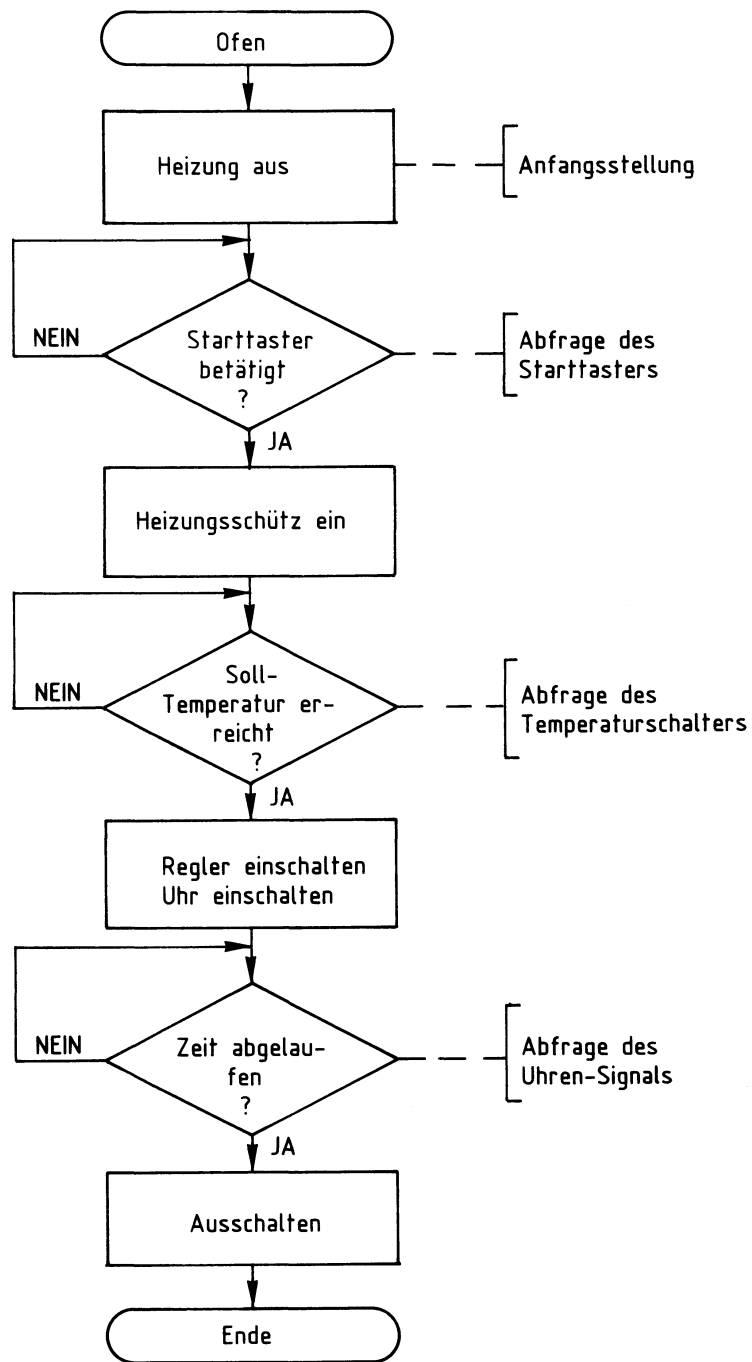 Ofen
Heizung aus
Anfangsstellung
NEIN
Starttaster
betätigt
?
Abfrage des
Starttasters
JA
Heizungsschütz ein
NEIN
Soll-
Temperatur er-
reicht
?
Abfrage des
Temperaturschalters
JA
Regler einschalten
Uhr einschalten
NEIN
Zeit abgelau-
fen
?
Abfrage des
Uhren-Signals
JA
Ausschalten
Ende